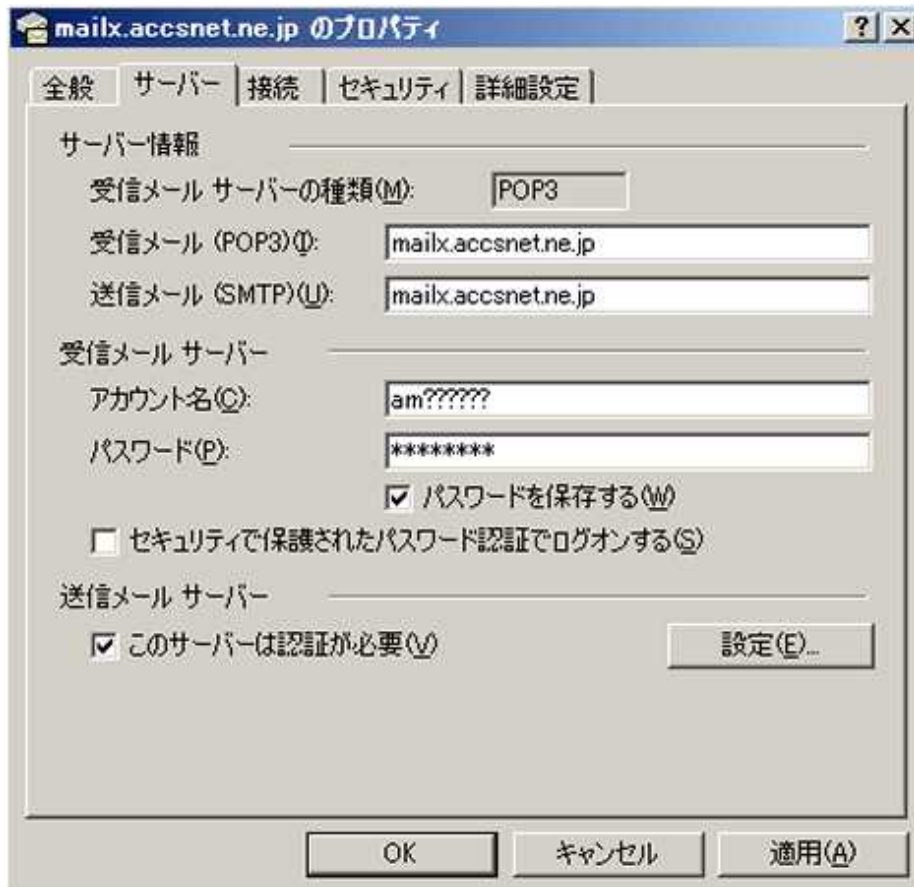 mailx.accsnet.ne.jp のプロパティ
全般 サーバー 接続 セキュリティ 詳細設定
サーバー情報
受信メール サーバーの種類(M): POP3
受信メール (POP3)(I): mailx.accsnet.ne.jp
送信メール (SMTP)(U): mailx.accsnet.ne.jp
受信メール サーバー
アカウント名(C): am??????
パスワード(P): ********
パスワードを保存する(W)
セキュリティで保護されたパスワード認証でログオンする(S)
送信メール サーバー
このサーバーは認証が必要(V) 設定(E)...
OK キャンセル 適用(A)